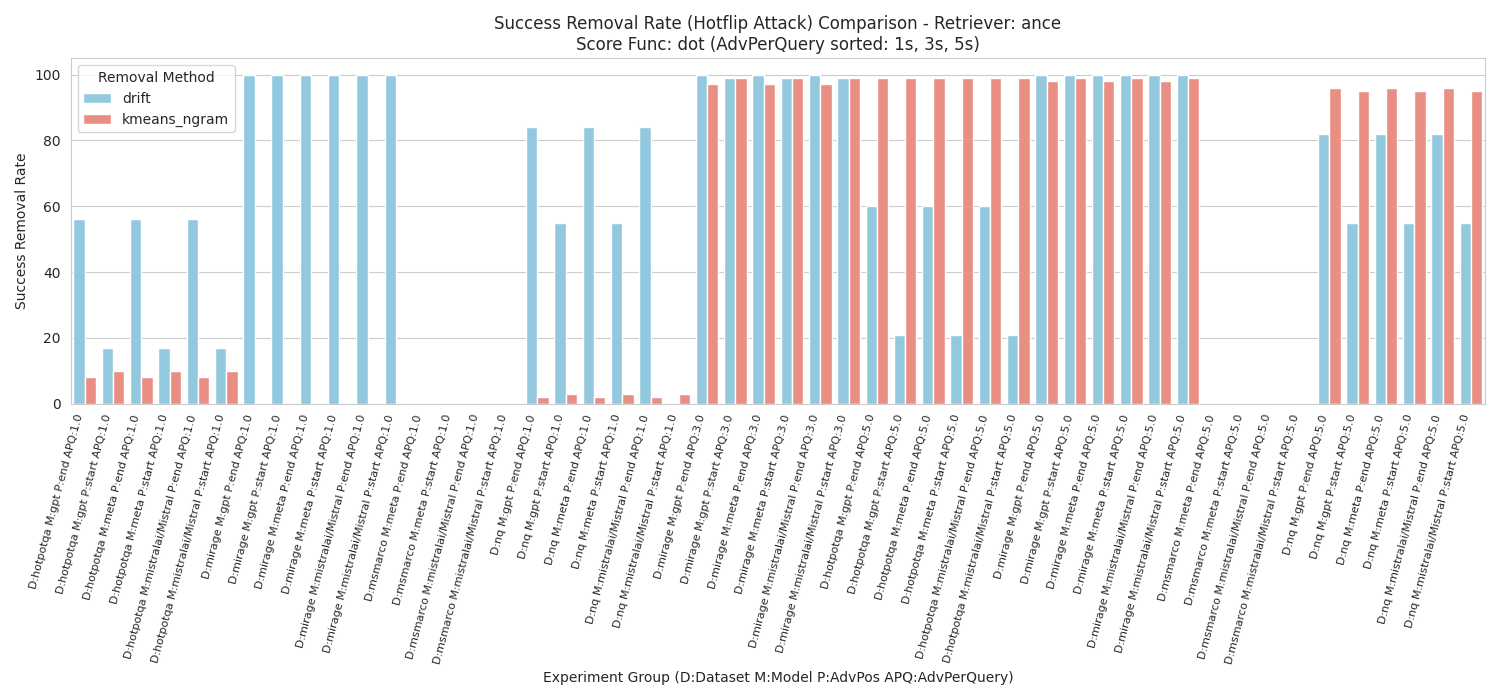 Success Removal Rate (Hotflip Attack) Comparison - Retriever: ance
Score Func: dot (AdvPerQuery sorted: 1s, 3s, 5s)
Removal Method
drift
kmeans_ngram
Success Removal Rate
100
80
60
40
20
0
D:hotpotqa M:gpt P:end APQ:1.0
D:hotpotqa M:gpt P:start APQ:1.0
D:hotpotqa M:meta P:end APQ:1.0
D:hotpotqa M:meta P:start APQ:1.0
D:hotpotqa M:mistralai/Mistral P:end APQ:1.0
D:hotpotqa M:mistralai/Mistral P:start APQ:1.0
D:mirage M:gpt P:end APQ:1.0
D:mirage M:gpt P:start APQ:1.0
D:mirage M:meta P:end APQ:1.0
D:mirage M:meta P:start APQ:1.0
D:mirage M:mistralai/Mistral P:end APQ:1.0
D:mirage M:mistralai/Mistral P:start APQ:1.0
D:msmarco M:meta P:end APQ:1.0
D:msmarco M:meta P:start APQ:1.0
D:msmarco M:mistralai/Mistral P:end APQ:1.0
D:msmarco M:mistralai/Mistral P:start APQ:1.0
D:nq M:gpt P:end APQ:1.0
D:nq M:gpt P:start APQ:1.0
D:nq M:meta P:end APQ:1.0
D:nq M:meta P:start APQ:1.0
D:nq M:mistralai/Mistral P:end APQ:1.0
D:nq M:mistralai/Mistral P:start APQ:1.0
D:mirage M:gpt P:end APQ:3.0
D:mirage M:gpt P:start APQ:3.0
D:mirage M:meta P:end APQ:3.0
D:mirage M:meta P:start APQ:3.0
D:mirage M:mistralai/Mistral P:end APQ:3.0
D:mirage M:mistralai/Mistral P:start APQ:3.0
D:hotpotqa M:gpt P:end APQ:5.0
D:hotpotqa M:gpt P:start APQ:5.0
D:hotpotqa M:meta P:end APQ:5.0
D:hotpotqa M:meta P:start APQ:5.0
D:hotpotqa M:mistralai/Mistral P:end APQ:5.0
D:hotpotqa M:mistralai/Mistral P:start APQ:5.0
D:mirage M:gpt P:end APQ:5.0
D:mirage M:gpt P:start APQ:5.0
D:mirage M:meta P:end APQ:5.0
D:mirage M:meta P:start APQ:5.0
D:mirage M:mistralai/Mistral P:end APQ:5.0
D:mirage M:mistralai/Mistral P:start APQ:5.0
D:msmarco M:meta P:end APQ:5.0
D:msmarco M:meta P:start APQ:5.0
D:msmarco M:mistralai/Mistral P:end APQ:5.0
D:msmarco M:mistralai/Mistral P:start APQ:5.0
D:nq M:gpt P:end APQ:5.0
D:nq M:gpt P:start APQ:5.0
D:nq M:meta P:end APQ:5.0
D:nq M:meta P:start APQ:5.0
D:nq M:mistralai/Mistral P:end APQ:5.0
D:nq M:mistralai/Mistral P:start APQ:5.0
Experiment Group (D:Dataset M:Model P:AdvPos APQ:AdvPerQuery)